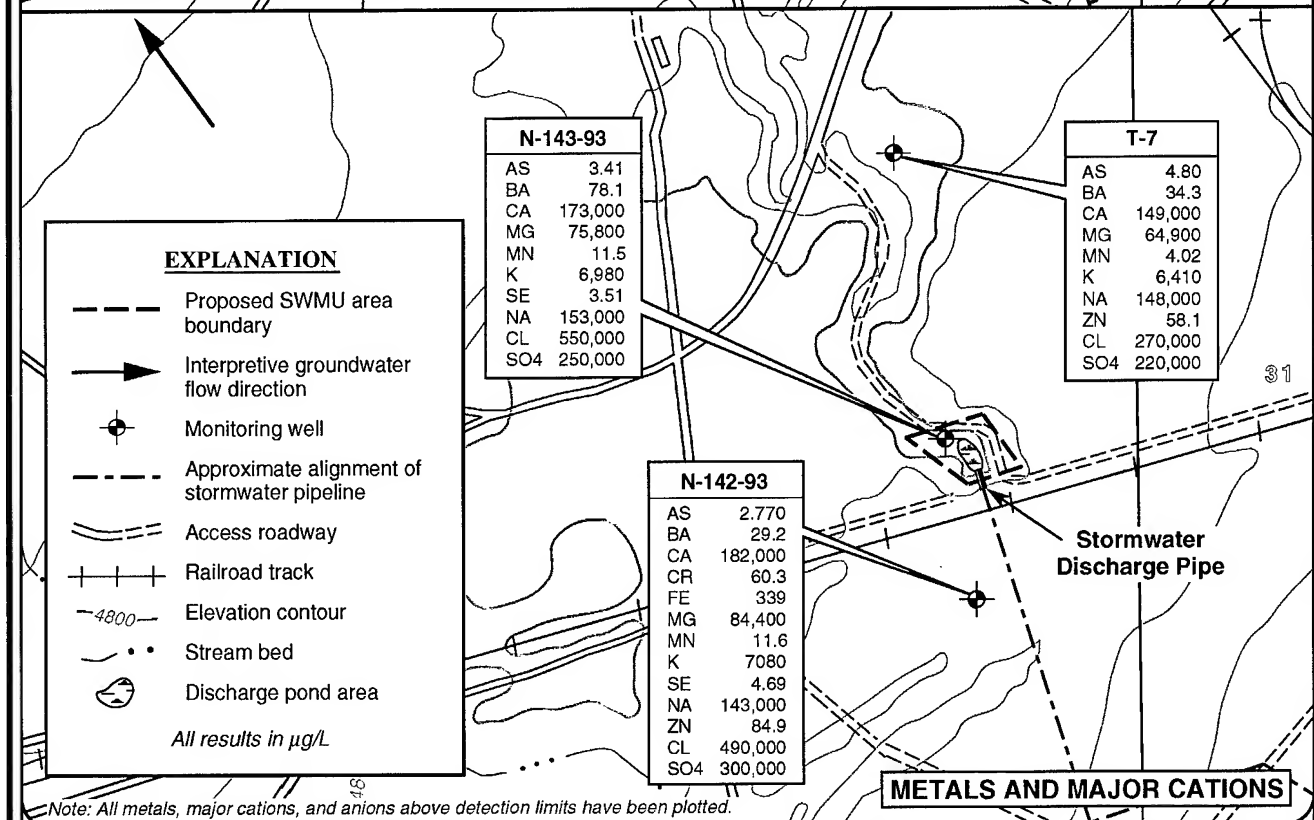 N-143-93
AS 3.41
BA 78.1
CA 173,000
MG 75,800
MN 11.5
K 6,980
SE 3.51
NA 153,000
CL 550,000
SO4 250,000
T-7
AS 4.80
BA 34.3
CA 149,000
MG 64,900
MN 4.02
K 6,410
NA 148,000
ZN 58.1
CL 270,000
SO4 220,000
31
EXPLANATION
Proposed SWMU area
boundary
Interpretive groundwater
flow direction
Monitoring well
Approximate alignment of
stormwater pipeline
Access roadway
Railroad track
4800
Elevation contour
Stream bed
Discharge pond area
All results in µg/L
N-142-93
AS 2.770
BA 29.2
CA 182,000
CR 60.3
FE 339
MG 84,400
MN 11.6
K 7080
SE 4.69
NA 143,000
ZN 84.9
CL 490,000
SO4 300,000
Stormwater
Discharge Pipe
48
METALS AND MAJOR CATIONS
Note: All metals, major cations, and anions above detection limits have been plotted.